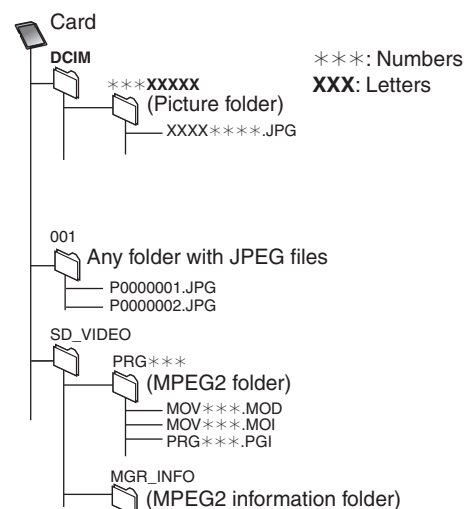 Card
DCIM
∗∗∗: Numbers
XXX: Letters
∗∗∗XXXXX
(Picture folder)
XXXX∗∗∗∗.JPG
001
Any folder with JPEG files
P0000001.JPG
P0000002.JPG
SD_VIDEO
PRG∗∗∗
(MPEG2 folder)
MOV∗∗∗.MOD
MOV∗∗∗.MOI
PRG∗∗∗.PGI
MGR_INFO
(MPEG2 information folder)